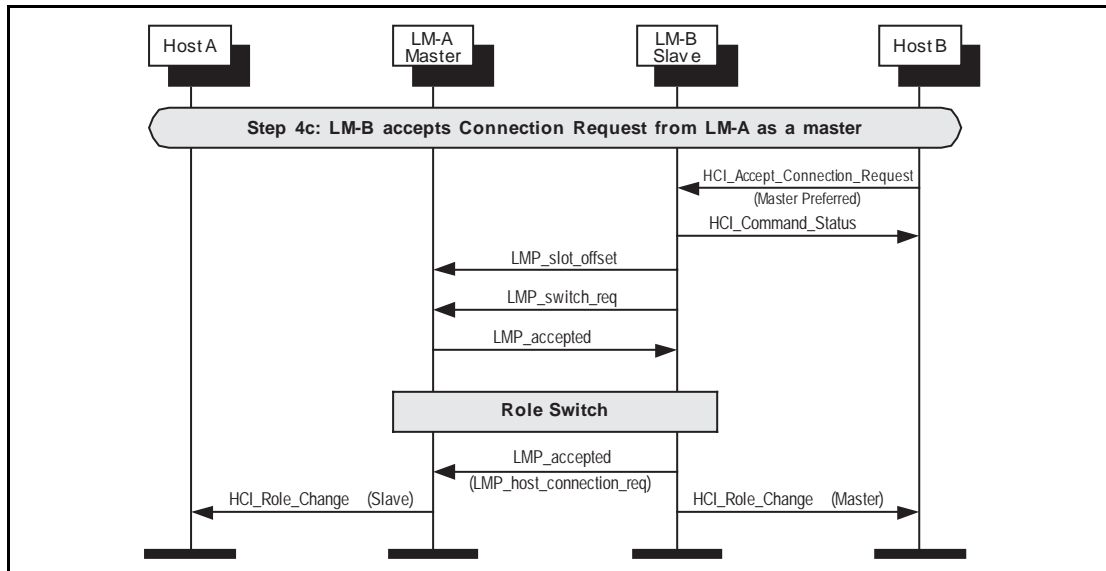 Host A
LM-A
Master
LM-B
Slave
Host B
Step 4c: LM-B accepts Connection Request from LM-A as a master
HCI_Accept_Connection_Request
(Master Preferred)
HCI_Command_Status
LMP_slot_offset
LMP_switch_req
LMP_accepted
Role Switch
LMP_accepted
(LMP_host_connection_req)
HCI_Role_Change (Slave)
HCI_Role_Change (Master)